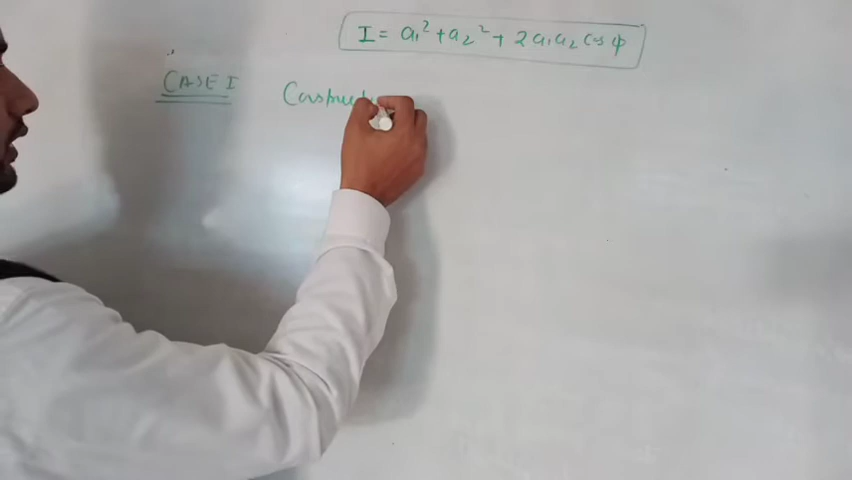 I = a₁² + a₂² + 2a₁a₂ cos φ
CASE I